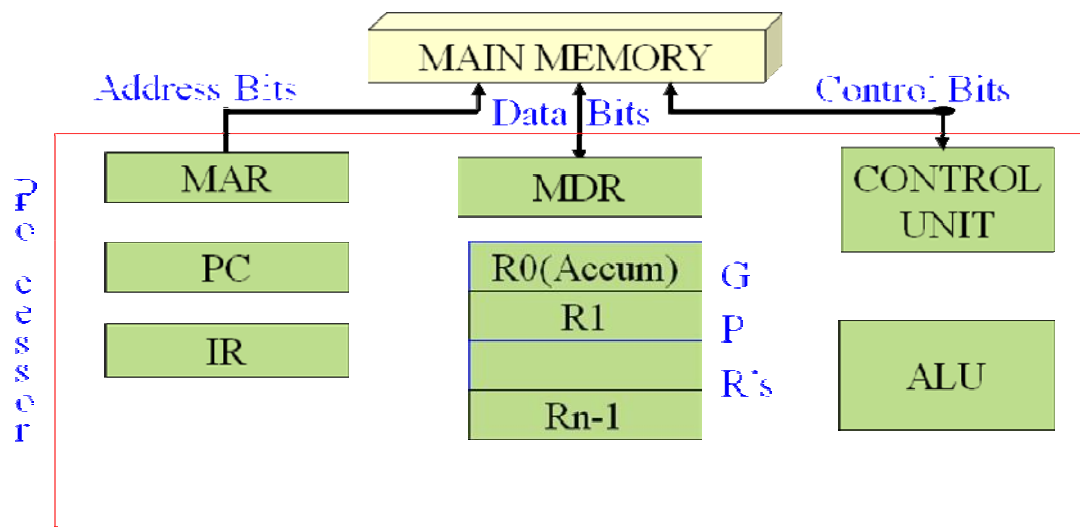 MAIN MEMORY
Address Bits
Data Bits
Control Bits
Processor
MAR
MDR
CONTROL
UNIT
PC
IR
R0(Accum)
R1
Rn-1
G
P
R's
ALU